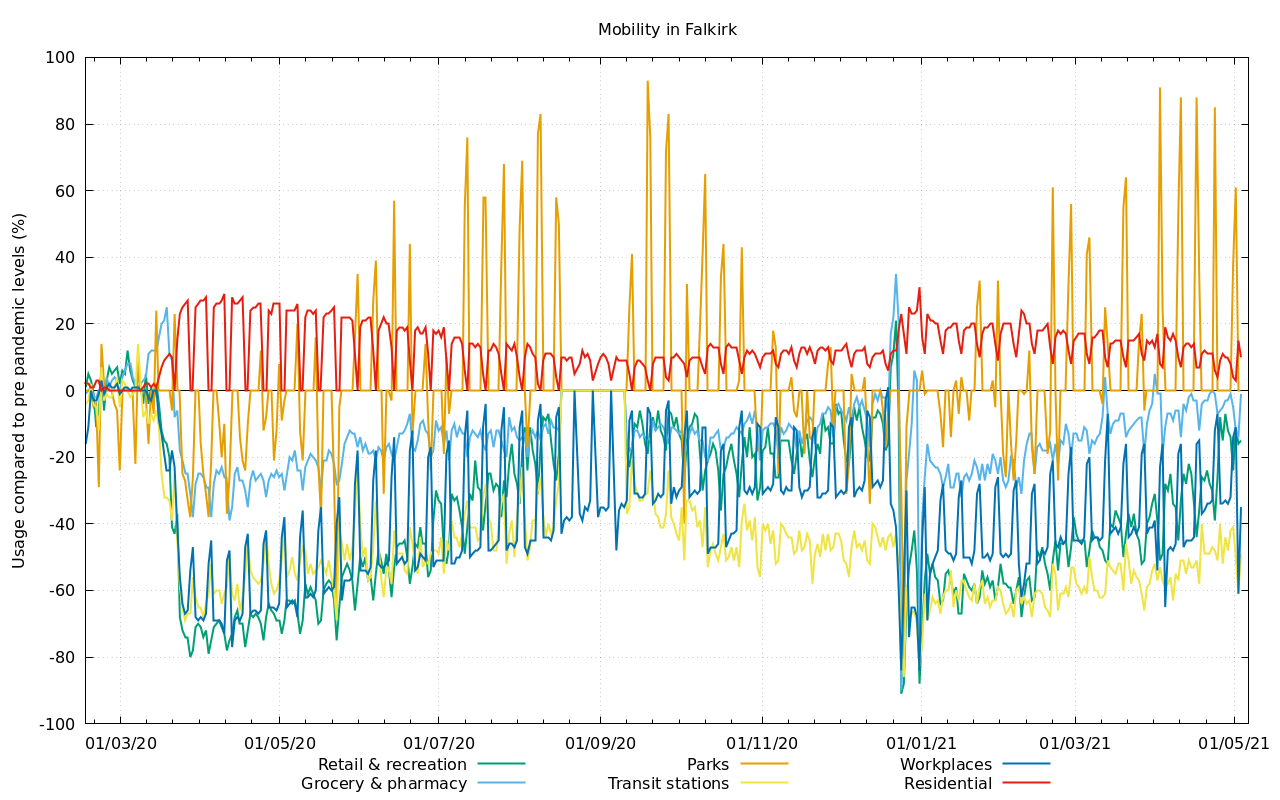 Mobility in Falkirk
Usage compared to pre pandemic levels (%)
100
80
60
40
20
0
-20
-40
-60
-80
-100
01/03/20 01/05/20 01/07/20 01/09/20 01/11/20 01/01/21 01/03/21 01/05/21
Retail & recreation Parks Workplaces
Grocery & pharmacy Transit stations Residential